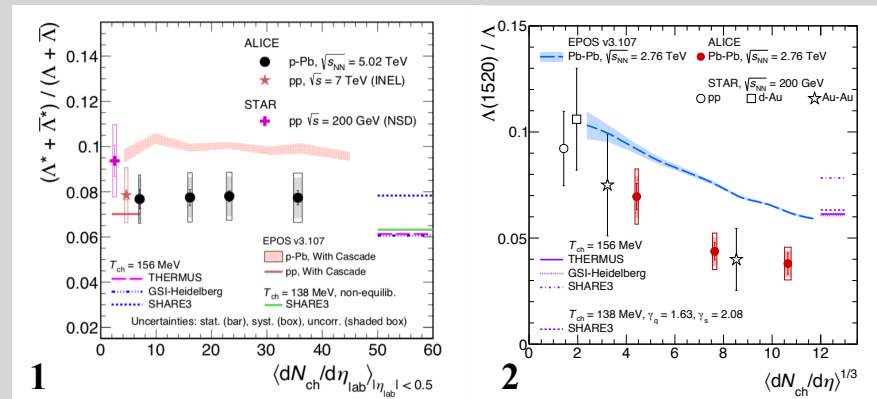 0.15
0.14
0.12
0.1
0.08
0.06
0.04
0.02
(Λ* + Λ̅*) / (Λ + Λ̅)
ALICE
p-Pb, √sNN = 5.02 TeV
pp, √s = 7 TeV (INEL)
STAR
pp √s = 200 GeV (NSD)
EPOS v3.107
p-Pb, With Cascade
pp, With Cascade
Tch = 156 MeV
THERMUS
GSI-Heidelberg
SHARE3
Tch = 138 MeV, non-equilib.
SHARE3
Uncertainties: stat. (bar), syst. (box), uncorr. (shaded box)
0 10 20 30 40 50 60
⟨dNch/dηlab⟩|ηlab| < 0.5
1
0.150
0.1
0.050
0
Λ(1520) / Λ
EPOS v3.107
Pb-Pb, √sNN = 2.76 TeV
ALICE
Pb-Pb, √sNN = 2.76 TeV
STAR, √sNN = 200 GeV
pp d-Au Au-Au
Tch = 156 MeV
THERMUS
GSI-Heidelberg
SHARE3
Tch = 138 MeV, γq = 1.63, γs = 2.08
SHARE3
0 2 4 6 8 10 12
⟨dNch/dη⟩1/3
2